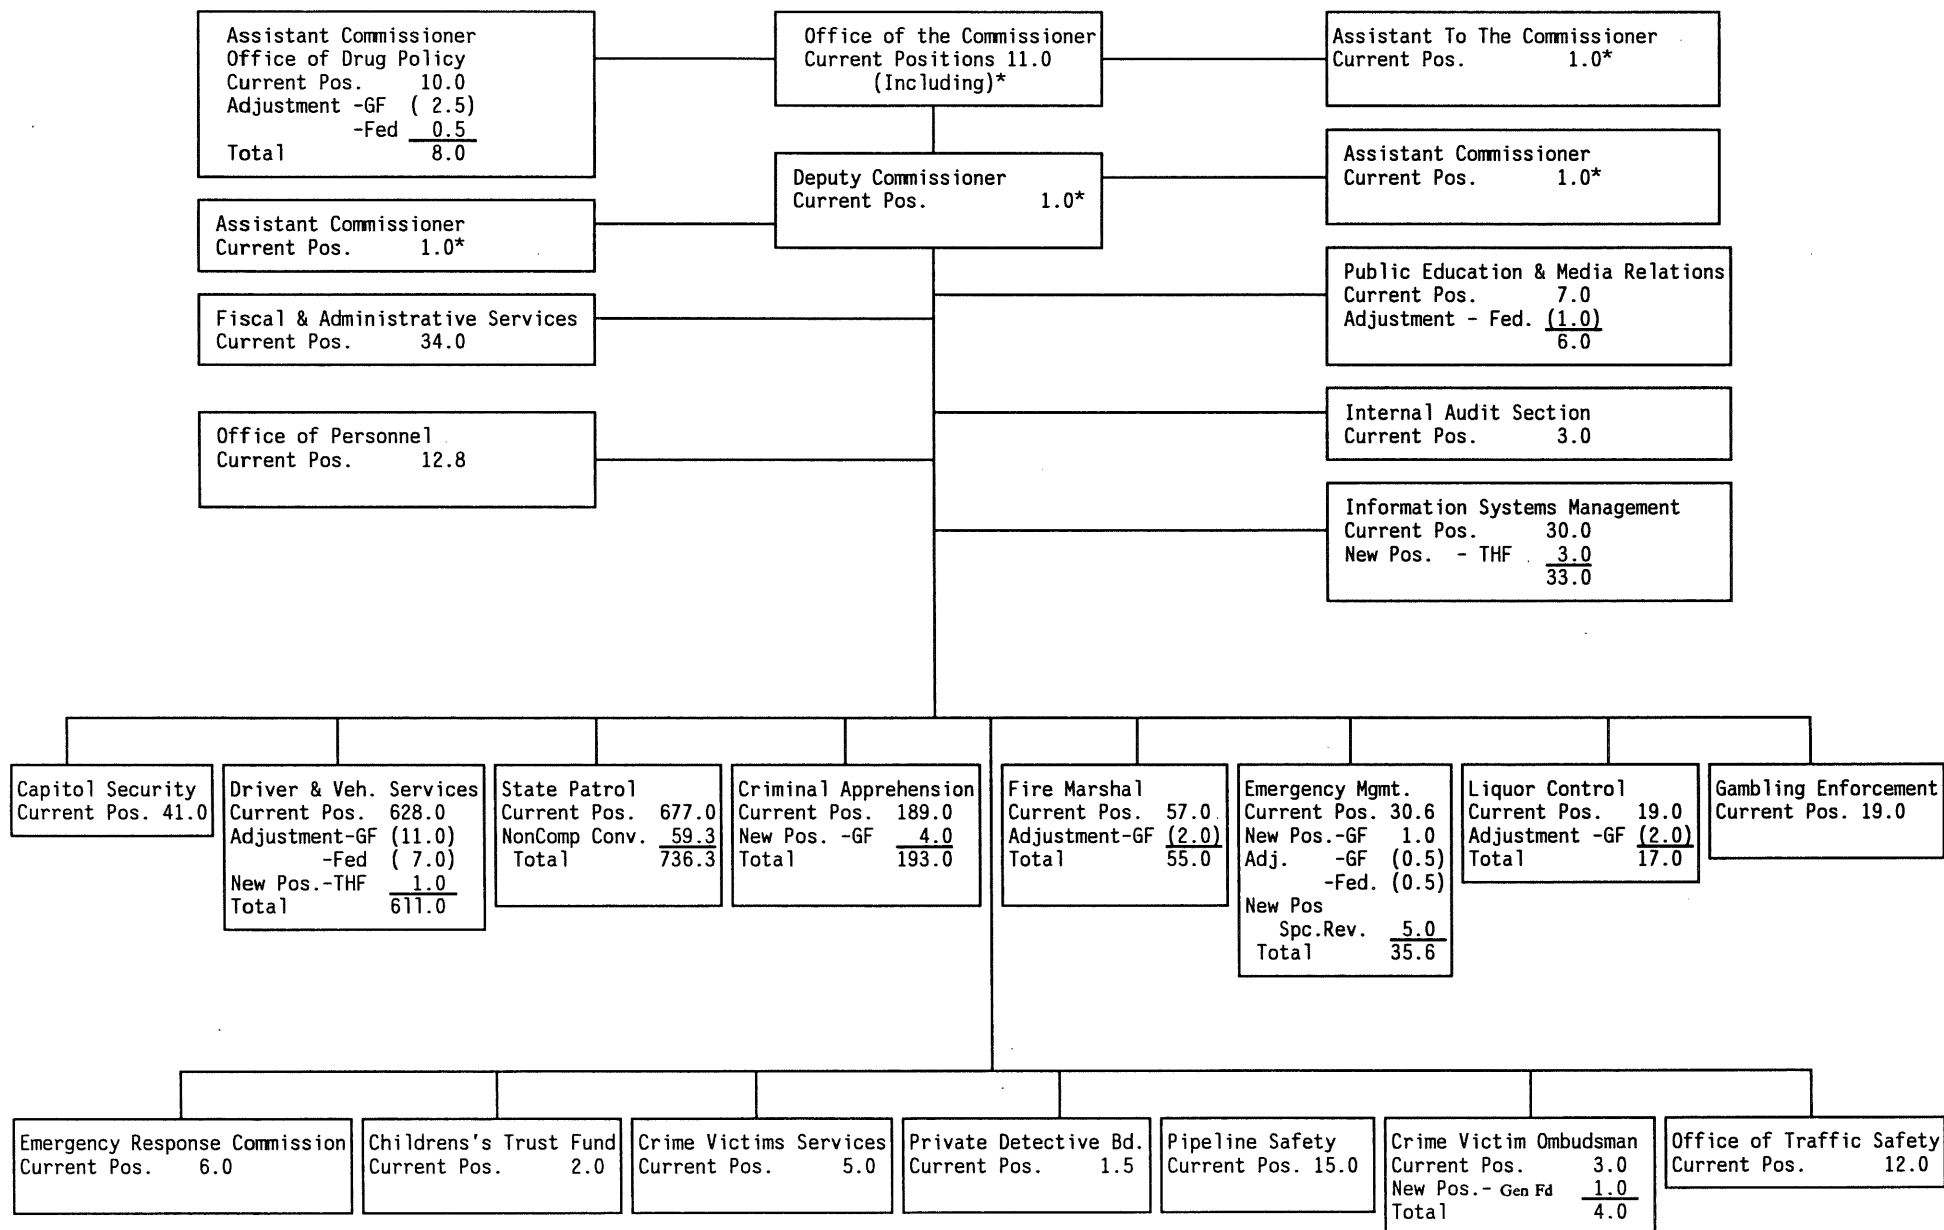 Assistant Commissioner
Office of Drug Policy
Current Pos. 10.0
Adjustment -GF ( 2.5)
-Fed 0.5
Total 8.0
Office of the Commissioner
Current Positions 11.0
(Including)*
Assistant To The Commissioner
Current Pos. 1.0*
Assistant Commissioner
Current Pos. 1.0*
Deputy Commissioner
Current Pos. 1.0*
Assistant Commissioner
Current Pos. 1.0*
Public Education & Media Relations
Current Pos. 7.0
Adjustment - Fed. (1.0)
6.0
Fiscal & Administrative Services
Current Pos. 34.0
Internal Audit Section
Current Pos. 3.0
Office of Personnel
Current Pos. 12.8
Information Systems Management
Current Pos. 30.0
New Pos. - THF 3.0
33.0
Capitol Security
Current Pos. 41.0
Driver & Veh. Services
Current Pos. 628.0
Adjustment-GF (11.0)
-Fed ( 7.0)
New Pos.-THF 1.0
Total 611.0
State Patrol
Current Pos. 677.0
NonComp Conv. 59.3
Total 736.3
Criminal Apprehension
Current Pos. 189.0
New Pos. -GF 4.0
Total 193.0
Fire Marshal
Current Pos. 57.0
Adjustment-GF (2.0)
Total 55.0
Emergency Mgmt.
Current Pos. 30.6
New Pos.-GF 1.0
Adj. -GF (0.5)
-Fed. (0.5)
New Pos
Spc.Rev. 5.0
Total 35.6
Liquor Control
Current Pos. 19.0
Adjustment -GF (2.0)
Total 17.0
Gambling Enforcement
Current Pos. 19.0
Emergency Response Commission
Current Pos. 6.0
Childrens's Trust Fund
Current Pos. 2.0
Crime Victims Services
Current Pos. 5.0
Private Detective Bd.
Current Pos. 1.5
Pipeline Safety
Current Pos. 15.0
Crime Victim Ombudsman
Current Pos. 3.0
New Pos.- Gen Fd 1.0
Total 4.0
Office of Traffic Safety
Current Pos. 12.0